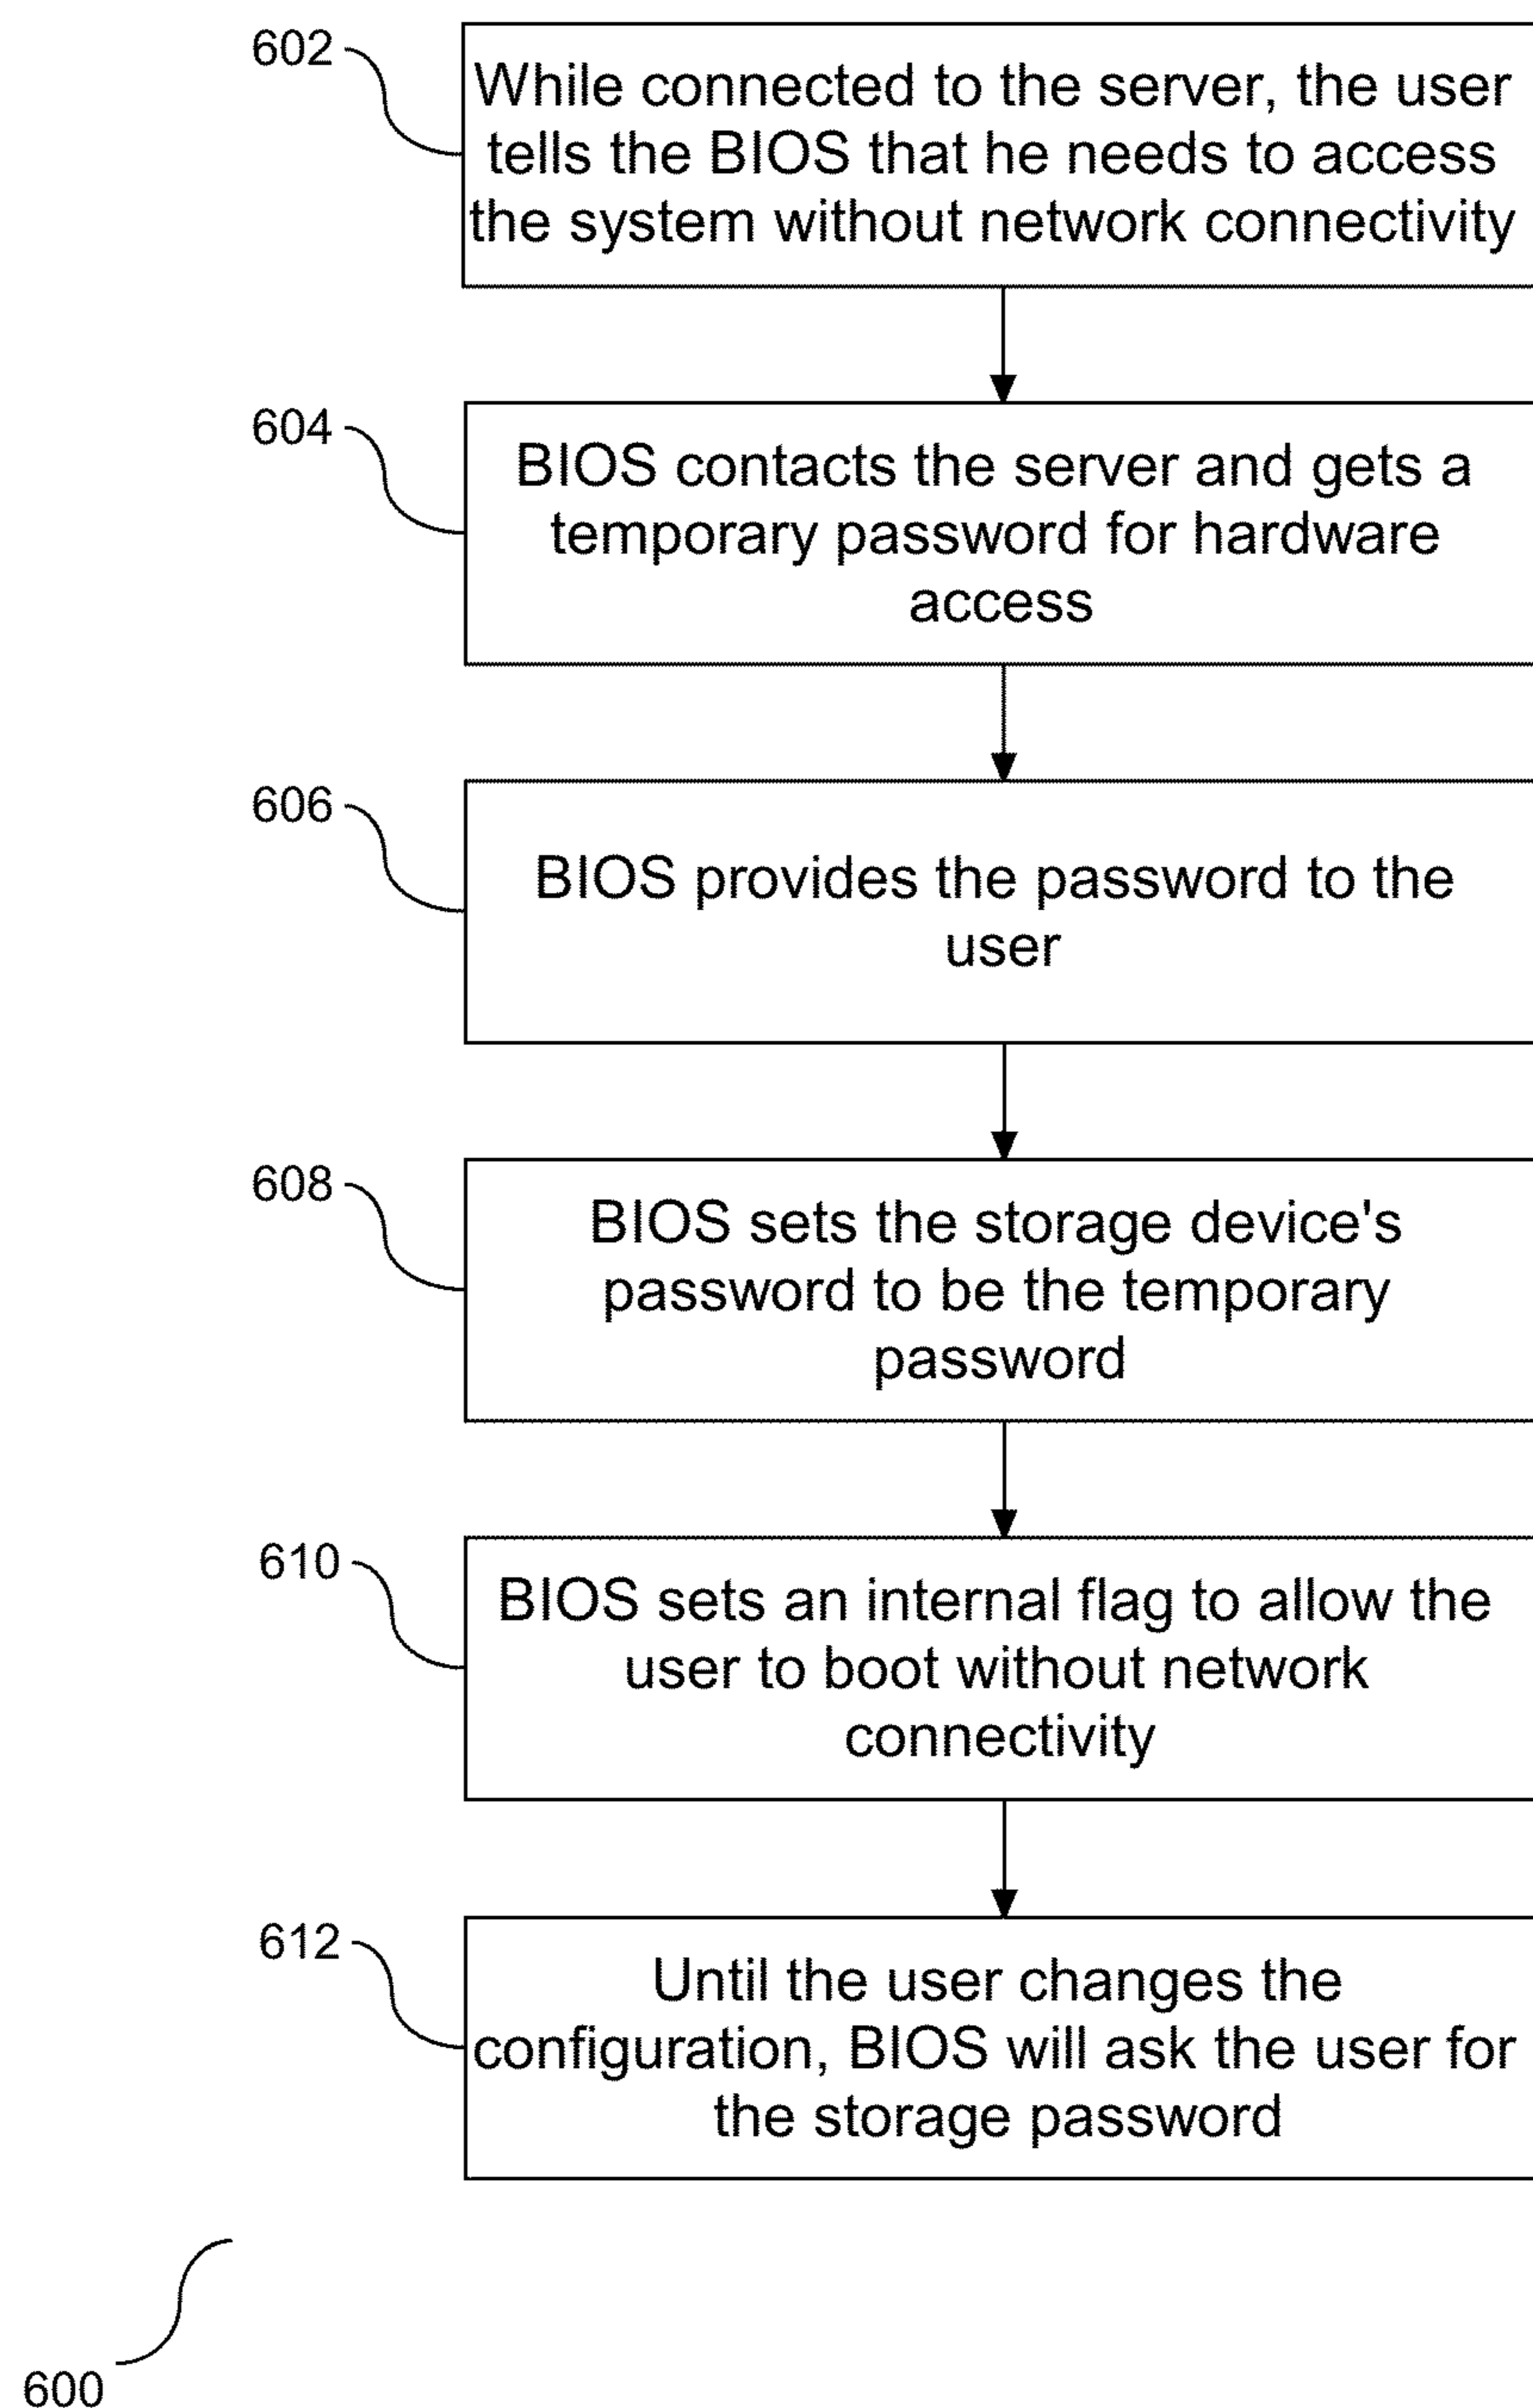 602
While connected to the server, the user
tells the BIOS that he needs to access
the system without network connectivity
604
BIOS contacts the server and gets a
temporary password for hardware
access
606
BIOS provides the password to the
user
608
BIOS sets the storage device's
password to be the temporary
password
610
BIOS sets an internal flag to allow the
user to boot without network
connectivity
612
Until the user changes the
configuration, BIOS will ask the user for
the storage password
600